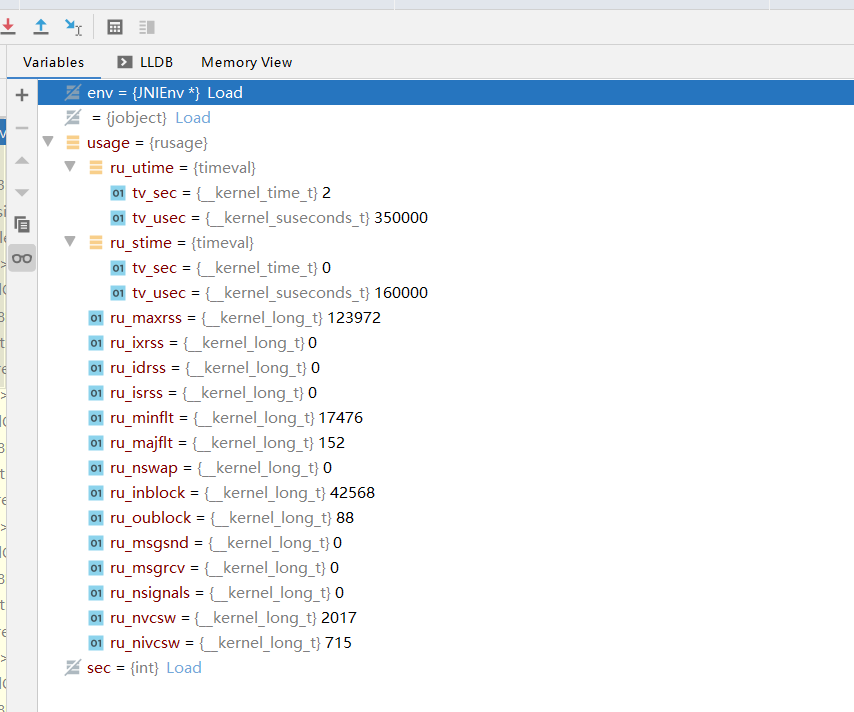 Variables LLDB Memory View
env = {JNIEnv *} Load
= {jobject} Load
usage = {rusage}
ru_utime = {timeval}
01 tv_sec = {__kernel_time_t} 2
01 tv_usec = {__kernel_suseconds_t} 350000
ru_stime = {timeval}
01 tv_sec = {__kernel_time_t} 0
01 tv_usec = {__kernel_suseconds_t} 160000
01 ru_maxrss = {__kernel_long_t} 123972
01 ru_ixrss = {__kernel_long_t} 0
01 ru_idrss = {__kernel_long_t} 0
01 ru_isrss = {__kernel_long_t} 0
01 ru_minflt = {__kernel_long_t} 17476
01 ru_majflt = {__kernel_long_t} 152
01 ru_nswap = {__kernel_long_t} 0
01 ru_inblock = {__kernel_long_t} 42568
01 ru_oublock = {__kernel_long_t} 88
01 ru_msgsnd = {__kernel_long_t} 0
01 ru_msgrcv = {__kernel_long_t} 0
01 ru_nsignals = {__kernel_long_t} 0
01 ru_nvcsw = {__kernel_long_t} 2017
01 ru_nivcsw = {__kernel_long_t} 715
sec = {int} Load